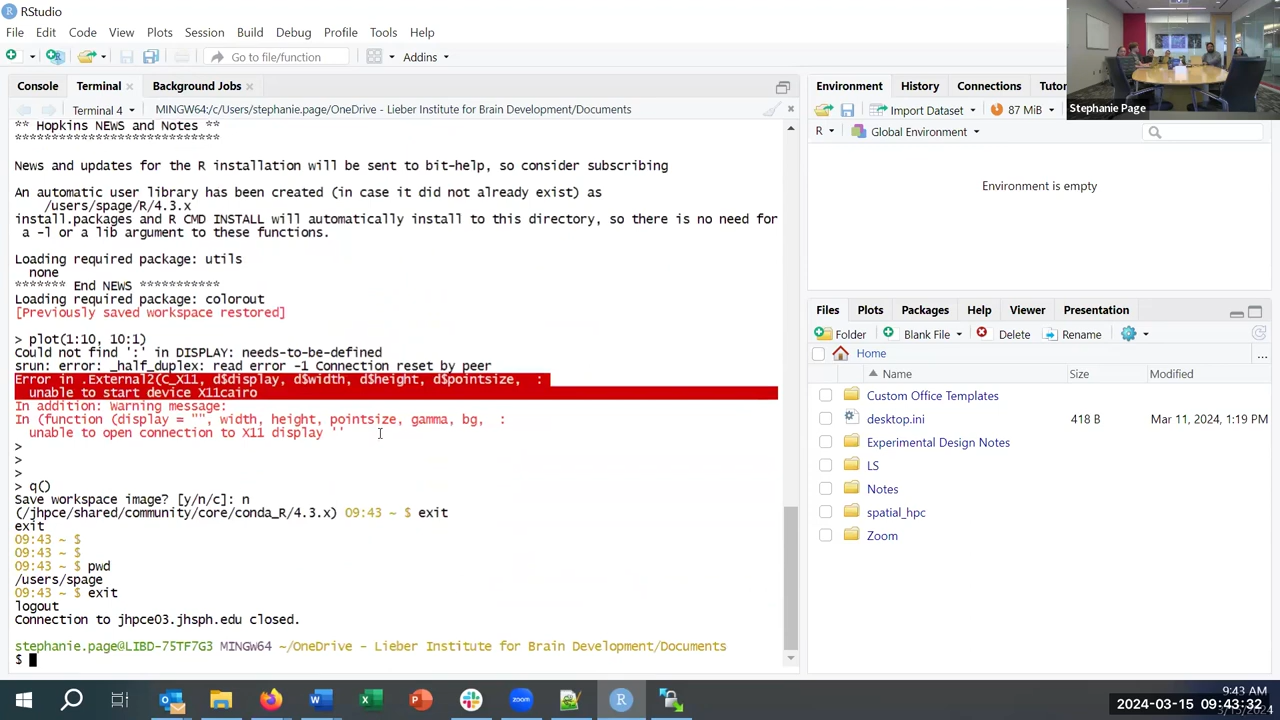 RStudio
File Edit Code View Plots Session Build Debug Profile Tools Help
Go to file/function Addins
Console Terminal Background Jobs
Terminal 4 MINGW64:/c/Users/stephanie.page/OneDrive - Lieber Institute for Brain Development/Documents
** Hopkins NEWS and Notes **
****************************
News and updates for the R installation will be sent to bit-help, so consider subscribing
An automatic user library has been created (in case it did not already exist) as
/users/spage/R/4.3.x
install.packages and R CMD INSTALL will automatically install to this directory, so there is no need for
a -l or a lib argument to these functions.
Loading required package: utils
none
******* End NEWS ***********
Loading required package: colorout
[Previously saved workspace restored]
> plot(1:10, 10:1)
Could not find ':' in DISPLAY: needs-to-be-defined
srun: error: _half_duplex: read error -1 Connection reset by peer
Error in .External2(C_X11, d$display, d$width, d$height, d$pointsize, :
unable to start device X11cairo
In addition: Warning message:
In (function (display = "", width, height, pointsize, gamma, bg, :
unable to open connection to X11 display ''
>
>
> q()
Save workspace image? [y/n/c]: n
(/jhpce/shared/community/core/conda_R/4.3.x) 09:43 ~ $ exit
exit
09:43 ~ $
09:43 ~ $
09:43 ~ $ pwd
/users/spage
09:43 ~ $ exit
logout
Connection to jhpce03.jhsph.edu closed.
stephanie.page@LIBD-75TF7G3 MINGW64 ~/OneDrive - Lieber Institute for Brain Development/Documents
$
Environment History Connections Tutor
Import Dataset 87 MiB
R Global Environment
Environment is empty
Files Plots Packages Help Viewer Presentation
Folder Blank File Delete Rename
Home
Name Size Modified
Custom Office Templates
desktop.ini 418 B Mar 11, 2024, 1:19 PM
Experimental Design Notes
LS
Notes
spatial_hpc
Zoom
Stephanie Page
9:43 AM
2024-03-15 09:43:32